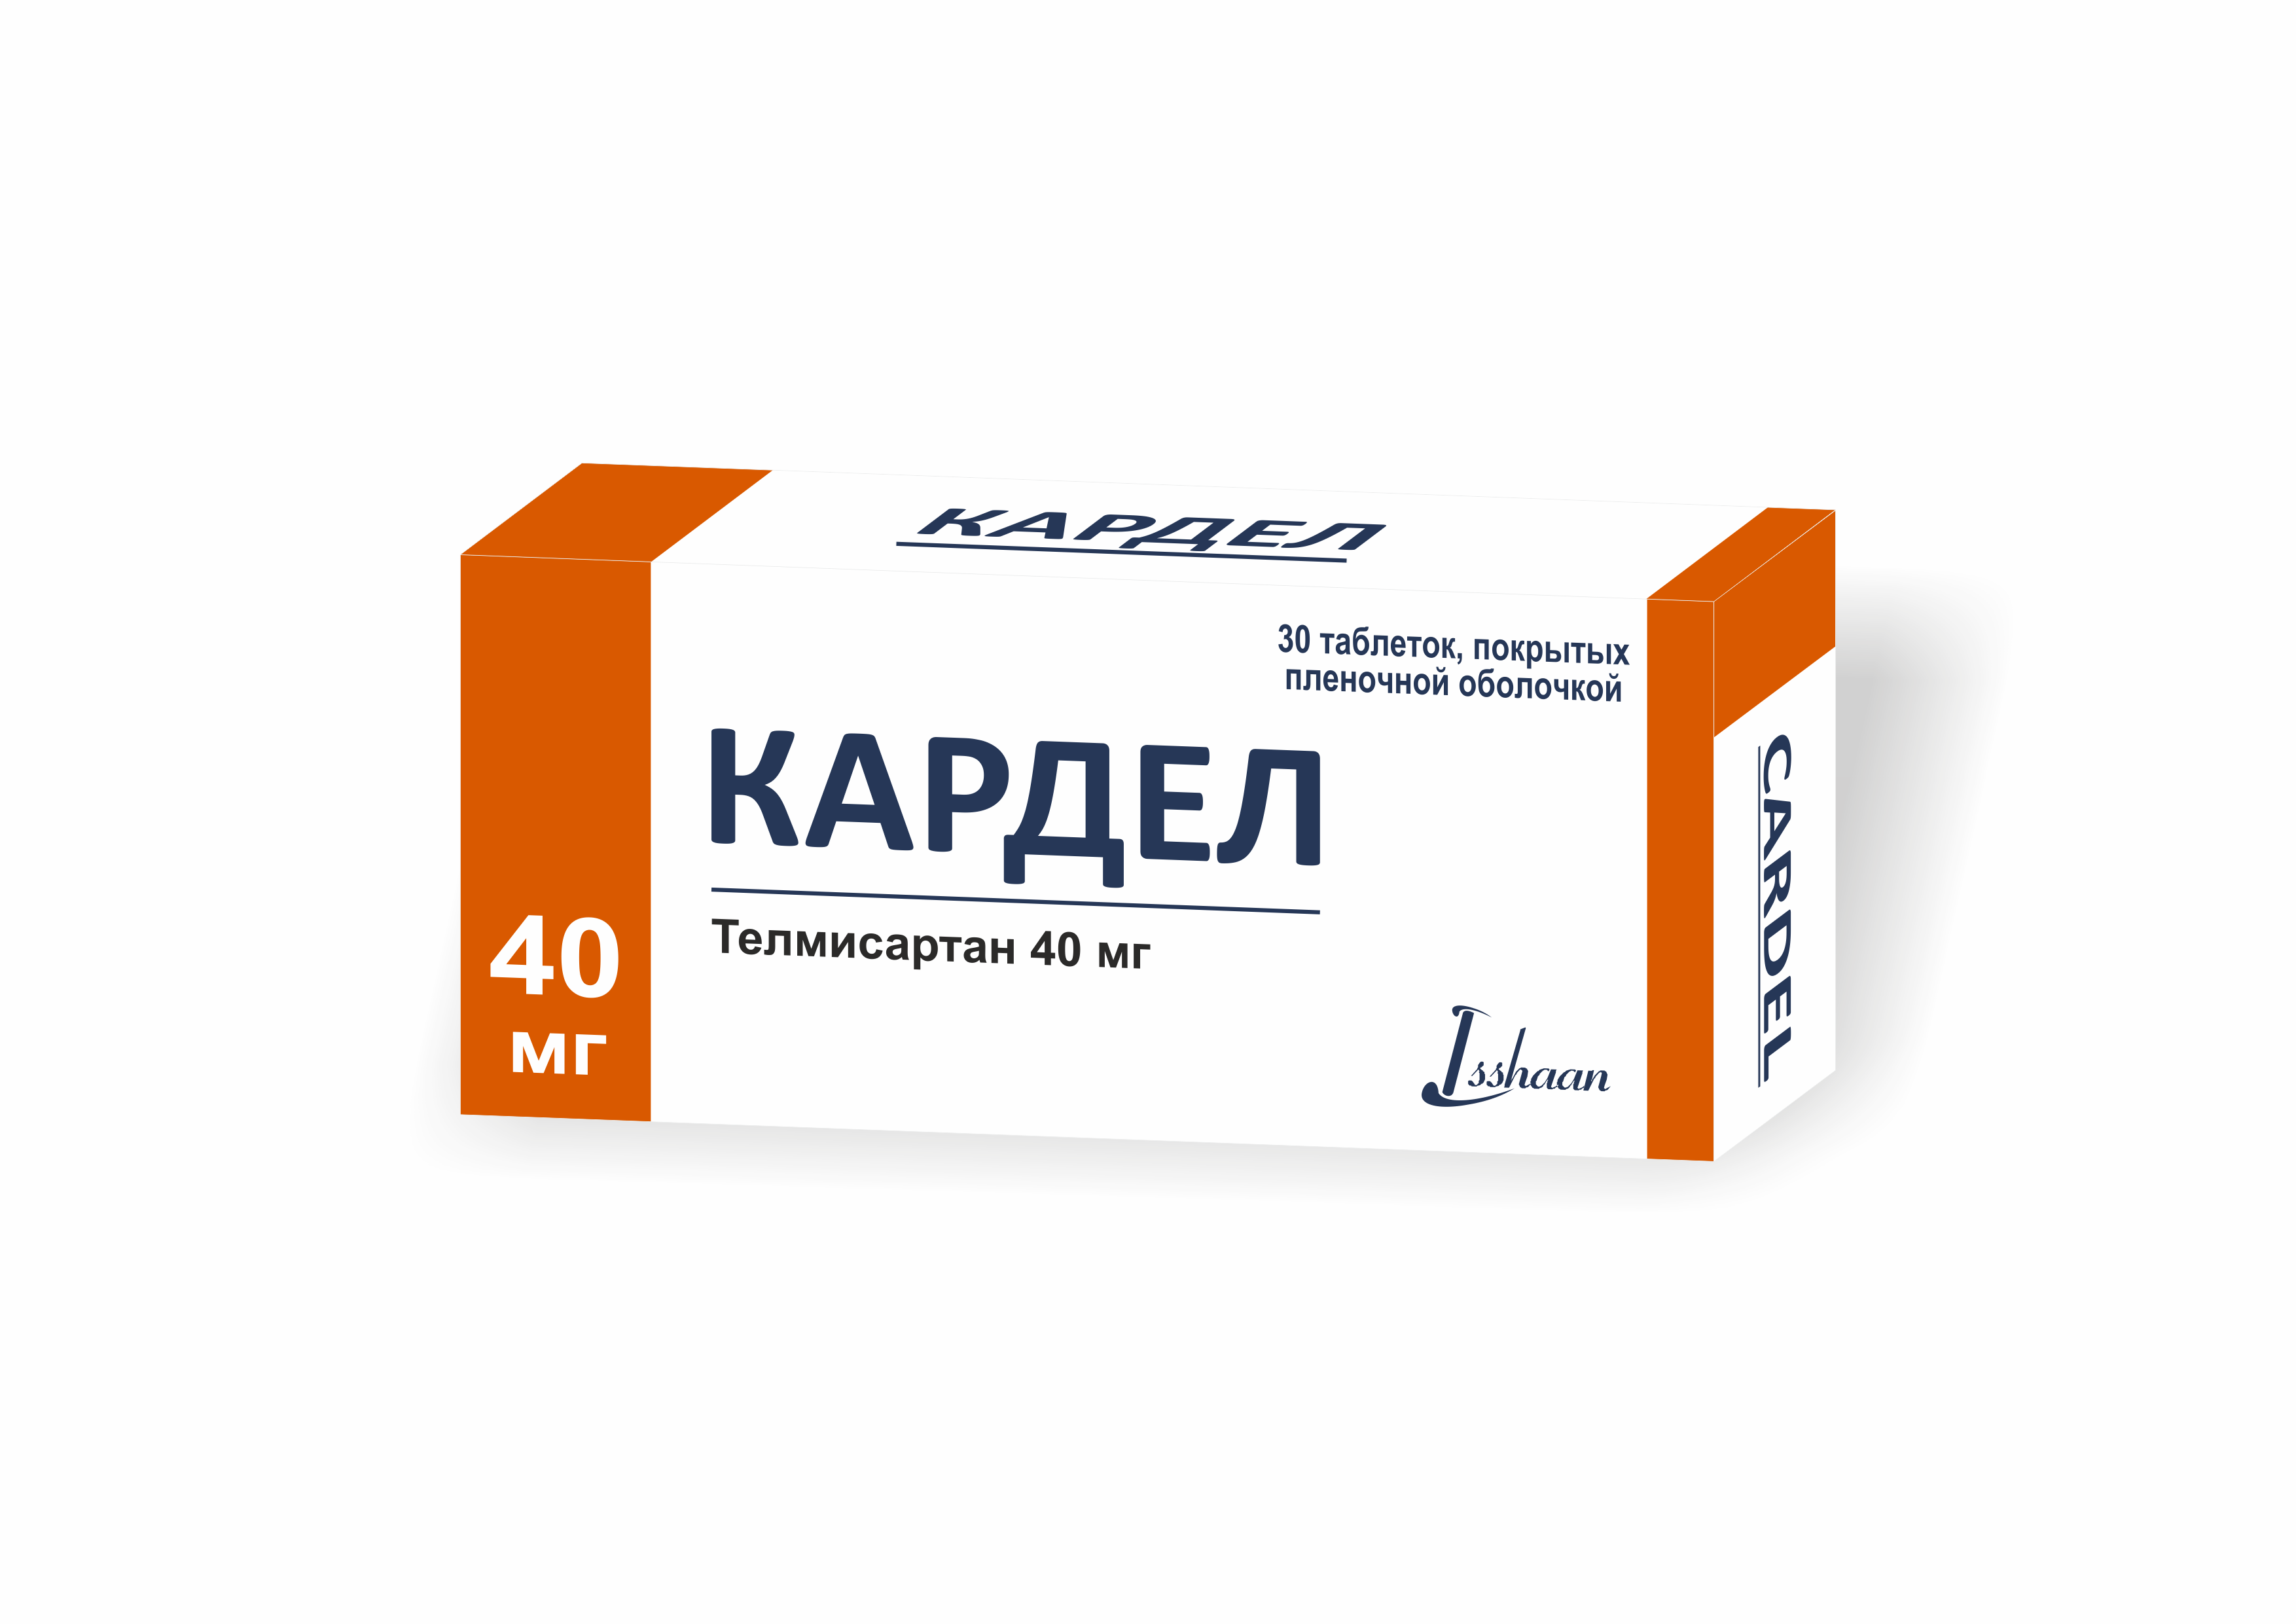 КАРДЕЛ
30 таблеток, покрытых
пленочной оболочкой
КАРДЕЛ
Телмисартан 40 мг
40
мг
Isshaan
CARDEL